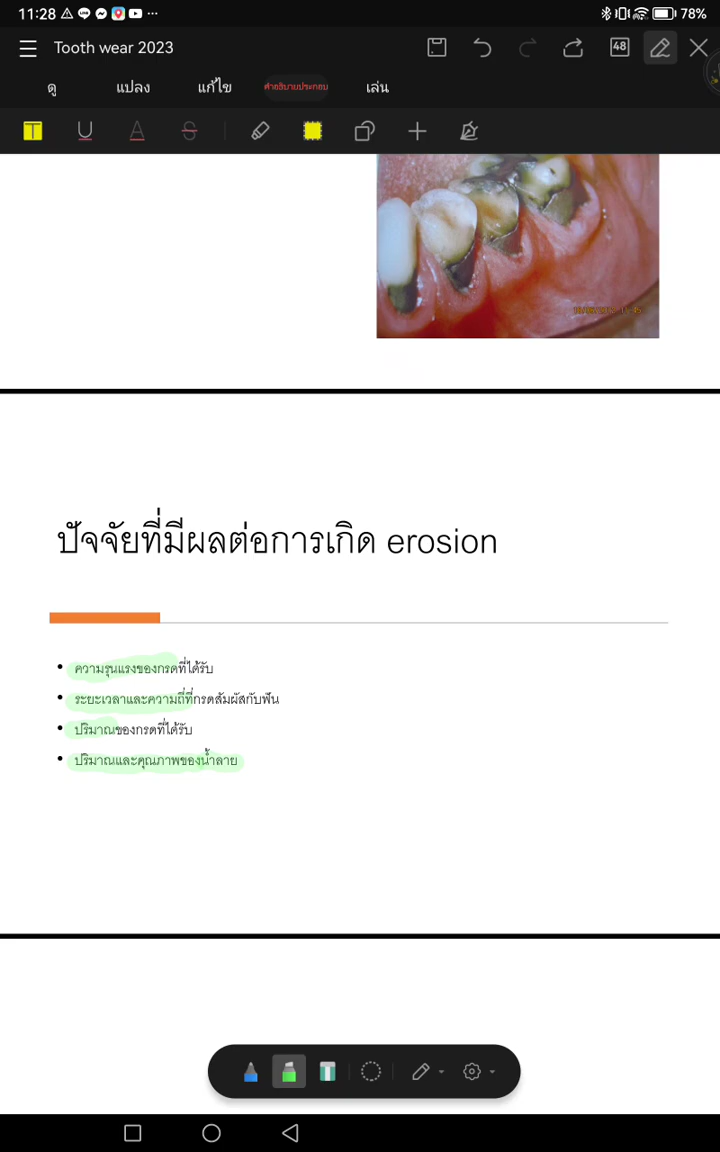 11:28
78%
Tooth wear 2023
48
ดู แปลง แก้ไข คำอธิบายประกอบ เล่น
T U A S
ปัจจัยที่มีผลต่อการเกิด erosion
• ความรุนแรงของกรดที่ได้รับ
• ระยะเวลาและความถี่ที่กรดสัมผัสกับฟัน
• ปริมาณของกรดที่ได้รับ
• ปริมาณและคุณภาพของน้ำลาย